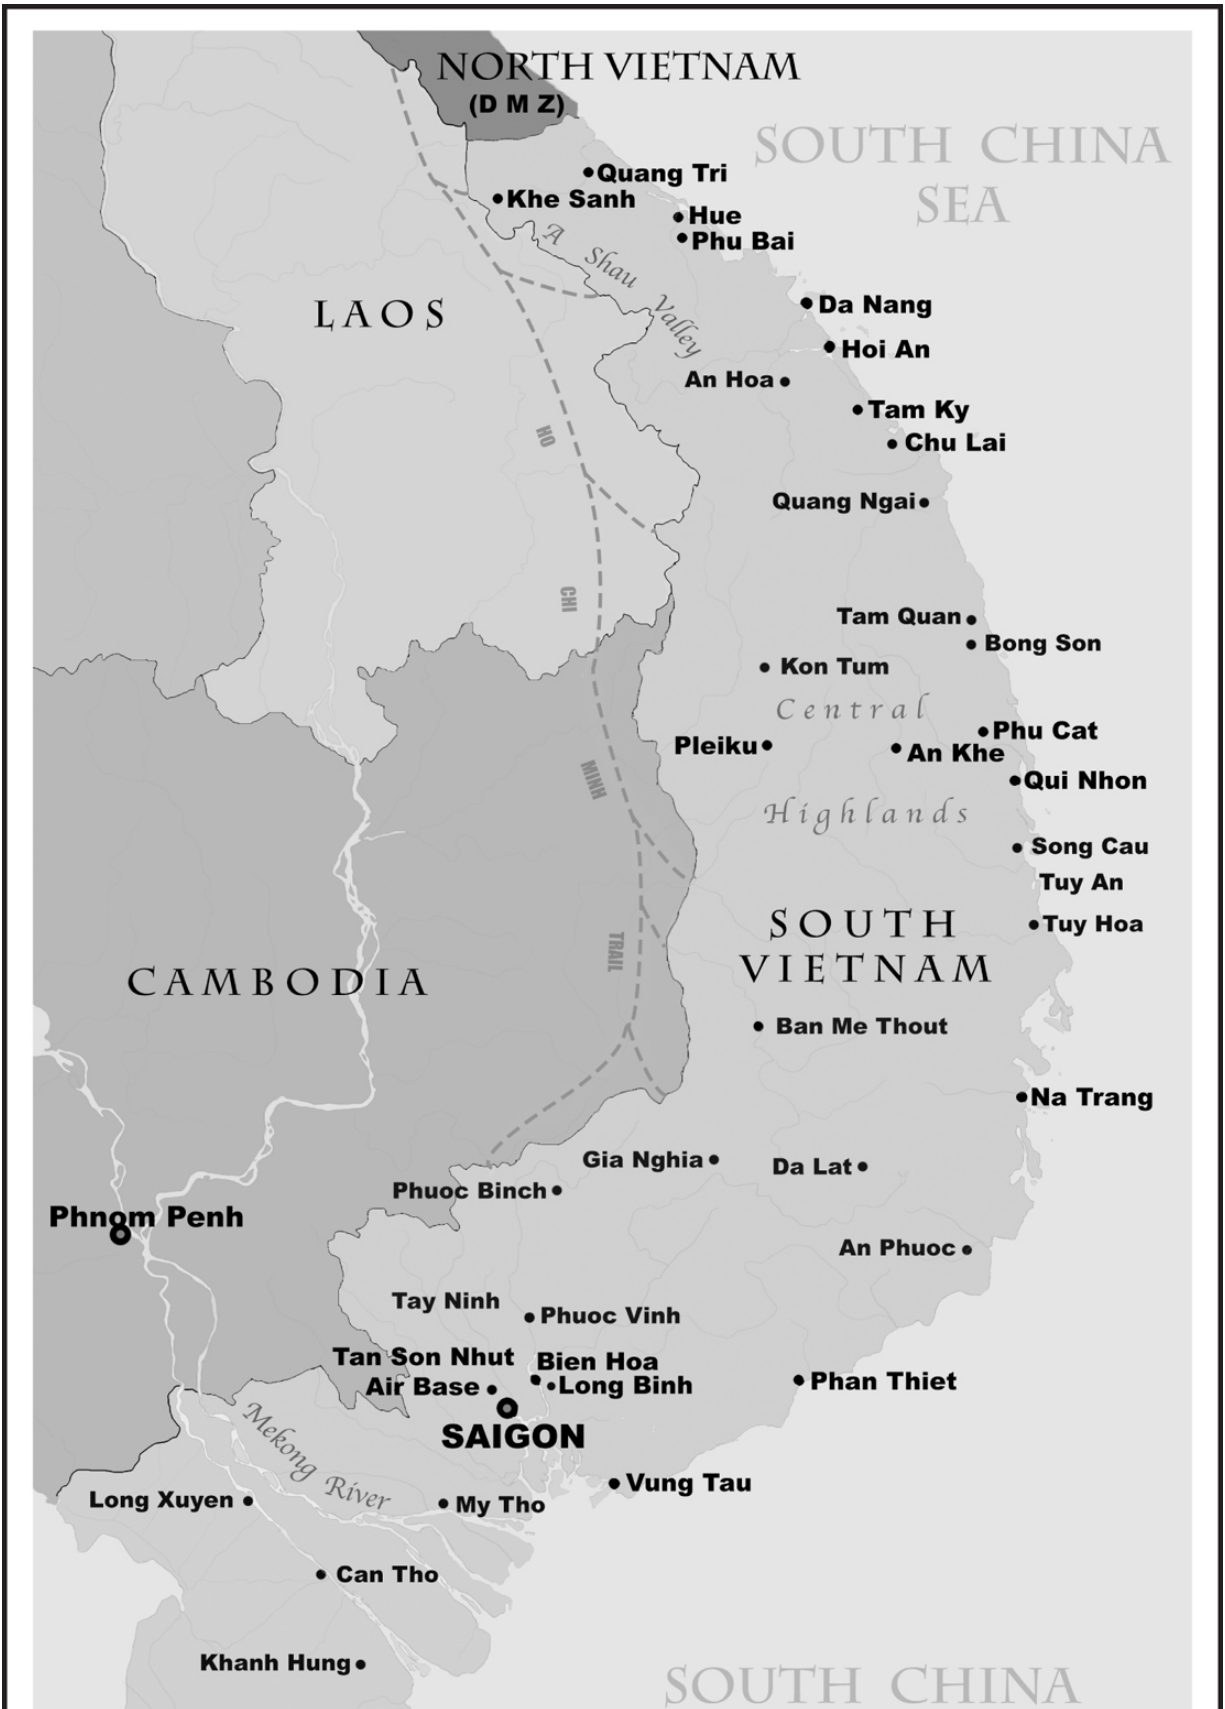 NORTH VIETNAM
(D M Z)
SOUTH CHINA
SEA
Quang Tri
Khe Sanh
Hue
Phu Bai
A Shau Valley
LAOS
Da Nang
Hoi An
An Hoa
Tam Ky
Chu Lai
HO
Quang Ngai
CHI
Tam Quan
Bong Son
Kon Tum
Central
Phu Cat
Pleiku
An Khe
MINH
Qui Nhon
Highlands
Song Cau
Tuy An
SOUTH
Tuy Hoa
VIETNAM
TRAIL
CAMBODIA
Ban Me Thout
Na Trang
Gia Nghia
Da Lat
Phuoc Binch
Phnom Penh
An Phuoc
Tay Ninh
Phuoc Vinh
Tan Son Nhut
Air Base
Bien Hoa
Long Binh
Phan Thiet
SAIGON
Mekong River
Vung Tau
Long Xuyen
My Tho
Can Tho
Khanh Hung
SOUTH CHINA